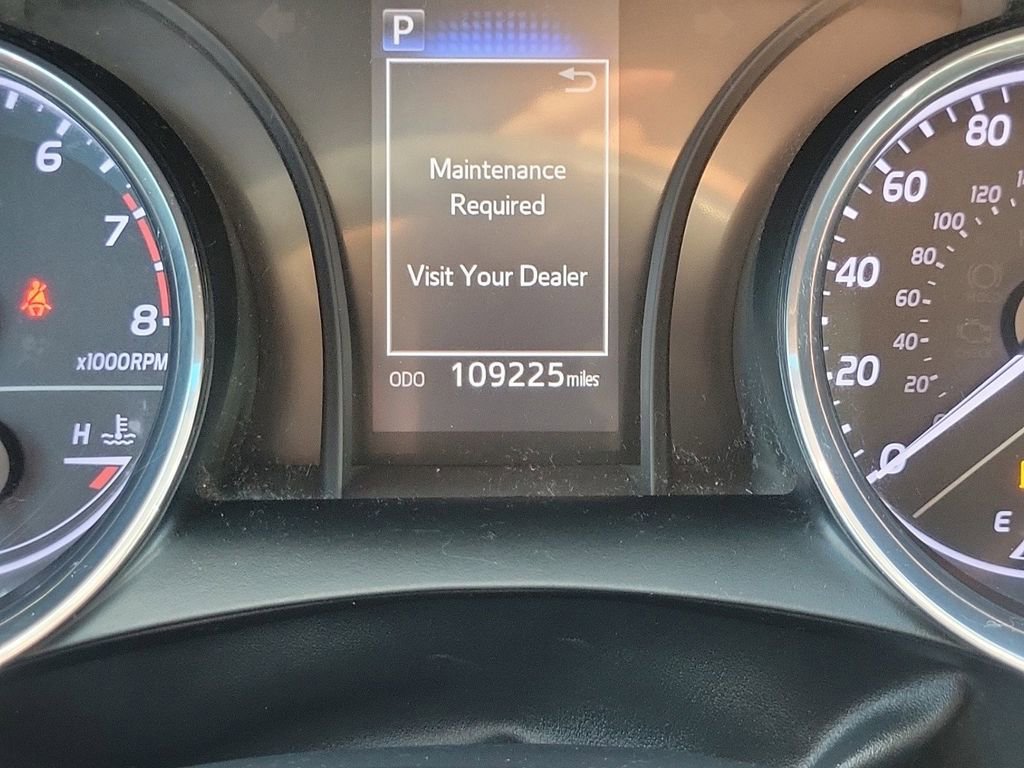 P
Maintenance
Required
Visit Your Dealer
ODO 109225 miles
6
7
8
x1000RPM
H
80
60
40
20
0
120
100
80
60
40
20
E